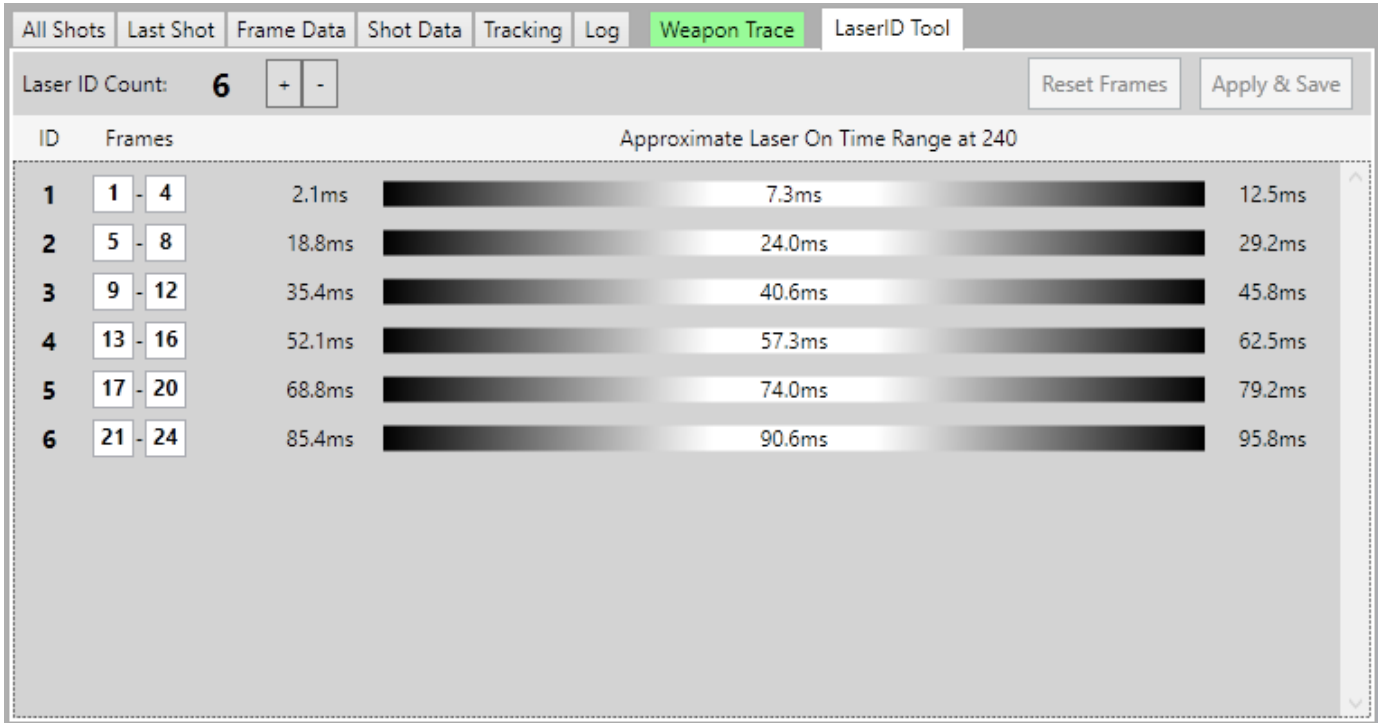 All Shots Last Shot Frame Data Shot Data Tracking Log Weapon Trace LaserID Tool
Laser ID Count: 6 + - Reset Frames Apply & Save
ID Frames Approximate Laser On Time Range at 240
1 1 - 4 2.1ms 7.3ms 12.5ms
2 5 - 8 18.8ms 24.0ms 29.2ms
3 9 - 12 35.4ms 40.6ms 45.8ms
4 13 - 16 52.1ms 57.3ms 62.5ms
5 17 - 20 68.8ms 74.0ms 79.2ms
6 21 - 24 85.4ms 90.6ms 95.8ms